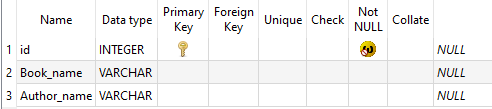 Name Data type Primary Key Foreign Key Unique Check Not NULL Collate
1 id INTEGER NULL
2 Book_name VARCHAR NULL
3 Author_name VARCHAR NULL